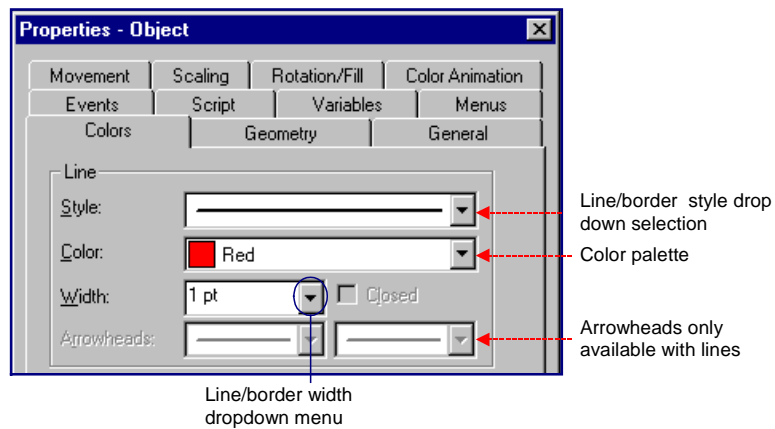 Properties - Object
Movement Scaling Rotation/Fill Color Animation
Events Script Variables Menus
Colors Geometry General
Line
Style:
Line/border style drop
down selection
Color: Red
Color palette
Width: 1 pt Closed
Arrowheads:
Arrowheads only
available with lines
Line/border width
dropdown menu